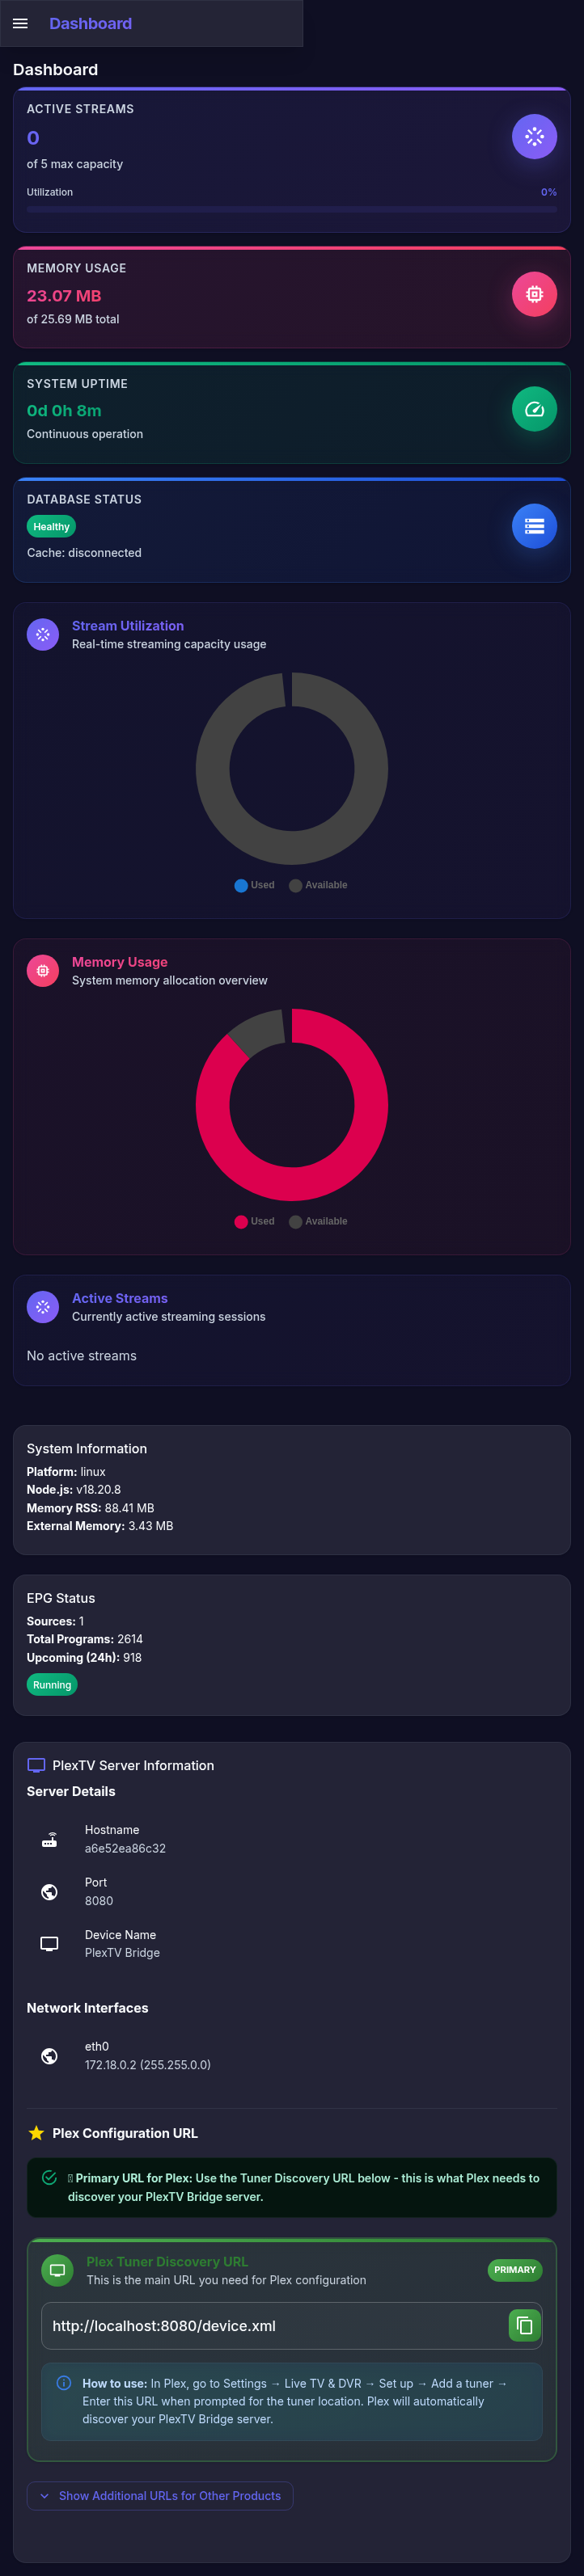 Dashboard
Dashboard
ACTIVE STREAMS
0
of 5 max capacity
Utilization 0%
MEMORY USAGE
23.07 MB
of 25.69 MB total
SYSTEM UPTIME
0d 0h 8m
Continuous operation
DATABASE STATUS
Healthy
Cache: disconnected
Stream Utilization
Real-time streaming capacity usage
Used Available
Memory Usage
System memory allocation overview
Used Available
Active Streams
Currently active streaming sessions
No active streams
System Information
Platform: linux
Node.js: v18.20.8
Memory RSS: 88.41 MB
External Memory: 3.43 MB
EPG Status
Sources: 1
Total Programs: 2614
Upcoming (24h): 918
Running
PlexTV Server Information
Server Details
Hostname
a6e52ea86c32
Port
8080
Device Name
PlexTV Bridge
Network Interfaces
eth0
172.18.0.2 (255.255.0.0)
Plex Configuration URL
Primary URL for Plex: Use the Tuner Discovery URL below - this is what Plex needs to
discover your PlexTV Bridge server.
Plex Tuner Discovery URL
This is the main URL you need for Plex configuration
PRIMARY
http://localhost:8080/device.xml
How to use: In Plex, go to Settings → Live TV & DVR → Set up → Add a tuner →
Enter this URL when prompted for the tuner location. Plex will automatically
discover your PlexTV Bridge server.
Show Additional URLs for Other Products